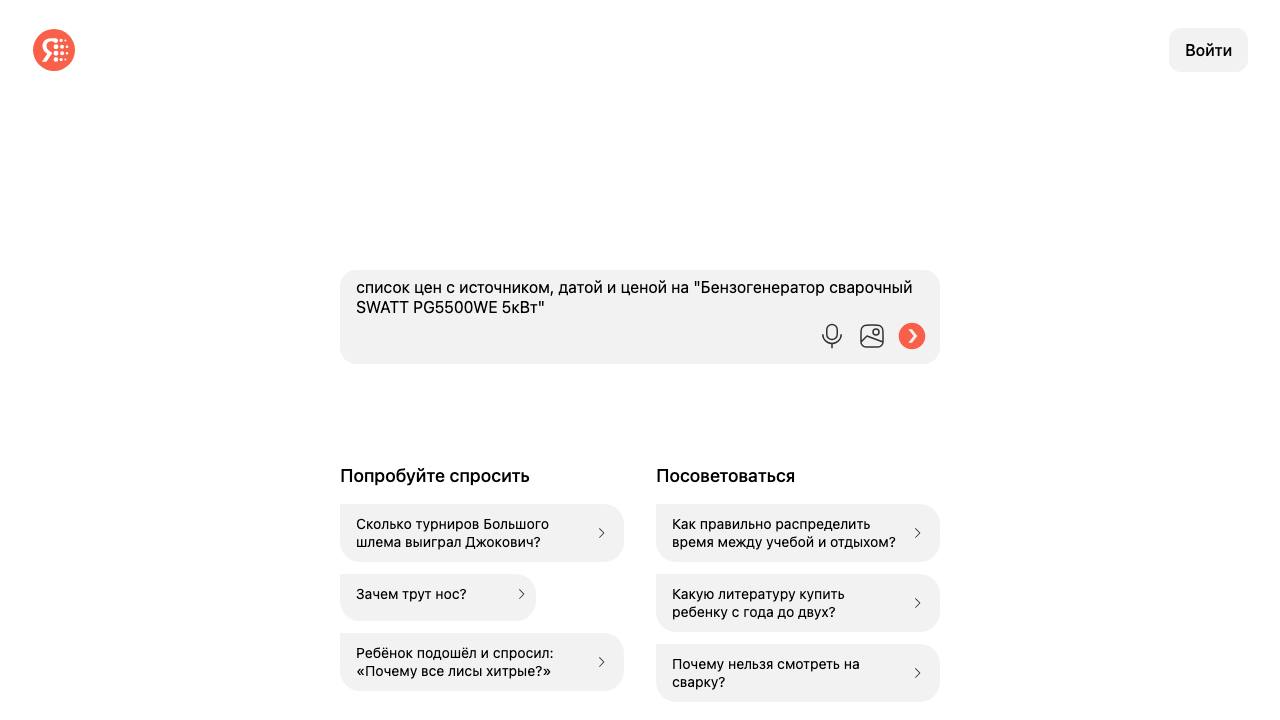 Я
Войти
список цен с источником, датой и ценой на "Бензогенератор сварочный
SWATT PG5500WE 5кВт"
Попробуйте спросить
Сколько турниров Большого
шлема выиграл Джокович?
Зачем трут нос?
Ребёнок подошёл и спросил:
«Почему все лисы хитрые?»
Посоветоваться
Как правильно распределить
время между учебой и отдыхом?
Какую литературу купить
ребенку с года до двух?
Почему нельзя смотреть на
сварку?